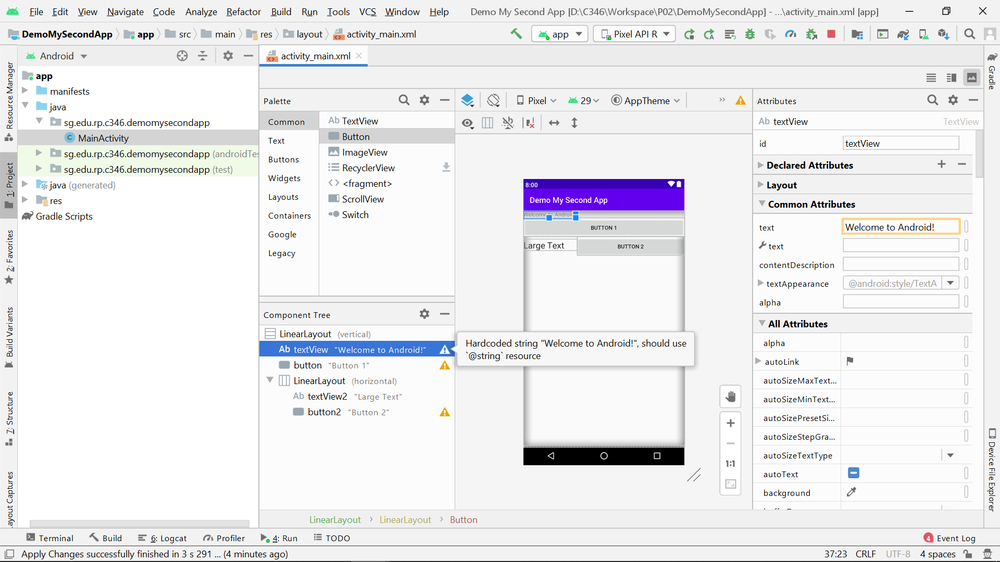 File Edit View Navigate Code Analyze Refactor Build Run Tools VCS Window Help Demo My Second App [D:\C346\Workspace\P02\DemoMySecondApp] - ...\activity_main.xml [app]
DemoMySecondApp app src main res layout activity_main.xml app Pixel API R
Android
activity_main.xml
Resource Manager
1: Project
2: Favorites
Build Variants
7: Structure
ayout Captures
app
manifests
java
sg.edu.rp.c346.demomysecondapp
MainActivity
sg.edu.rp.c346.demomysecondapp (androidTes
sg.edu.rp.c346.demomysecondapp (test)
java (generated)
res
Gradle Scripts
Palette
Common
Text
Buttons
Widgets
Layouts
Containers
Google
Legacy
Ab TextView
Button
ImageView
RecyclerView
<> <fragment>
ScrollView
Switch
Component Tree
LinearLayout (vertical)
Ab textView "Welcome to Android!"
button "Button 1"
LinearLayout (horizontal)
Ab textView2 "Large Text"
button2 "Button 2"
Pixel 29 AppTheme
8:00
Demo My Second App
Welcome to Androi
BUTTON 1
Large Text BUTTON 2
Hardcoded string "Welcome to Android!", should use
`@string` resource
1:1
Attributes
Ab textView TextView
id textView
Declared Attributes
Layout
Common Attributes
text Welcome to Android!
text
contentDescription
textAppearance @android:style/TextA
alpha
All Attributes
alpha
autoLink
autoSizeMaxText...
autoSizeMinText...
autoSizePresetSi...
autoSizeStepGra...
autoSizeTextType
autoText
background
Gradle
Device File Explorer
LinearLayout > LinearLayout > Button
Terminal Build 6: Logcat Profiler 4: Run TODO 4 Event Log
Apply Changes successfully finished in 3 s 291 ... (4 minutes ago) 37:23 CRLF UTF-8 4 spaces